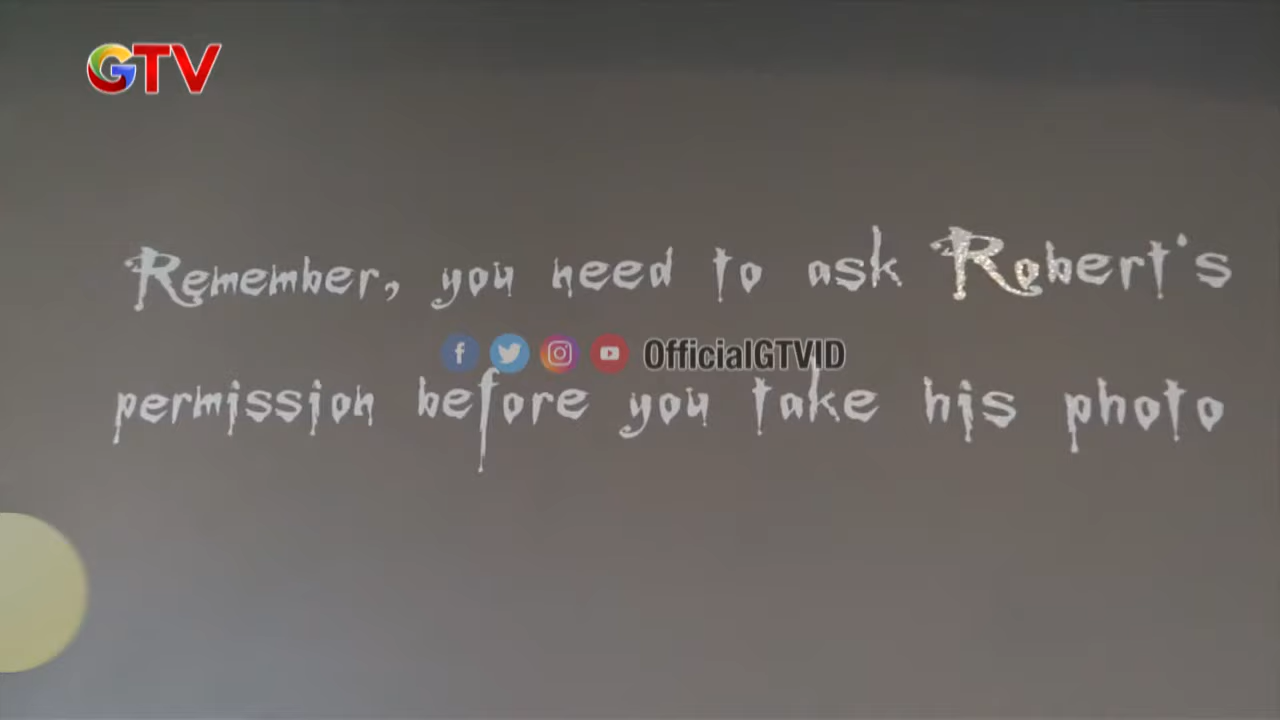 GTV
Remember, you need to ask Robert's
OfficialGTVID
permission before you take his photo